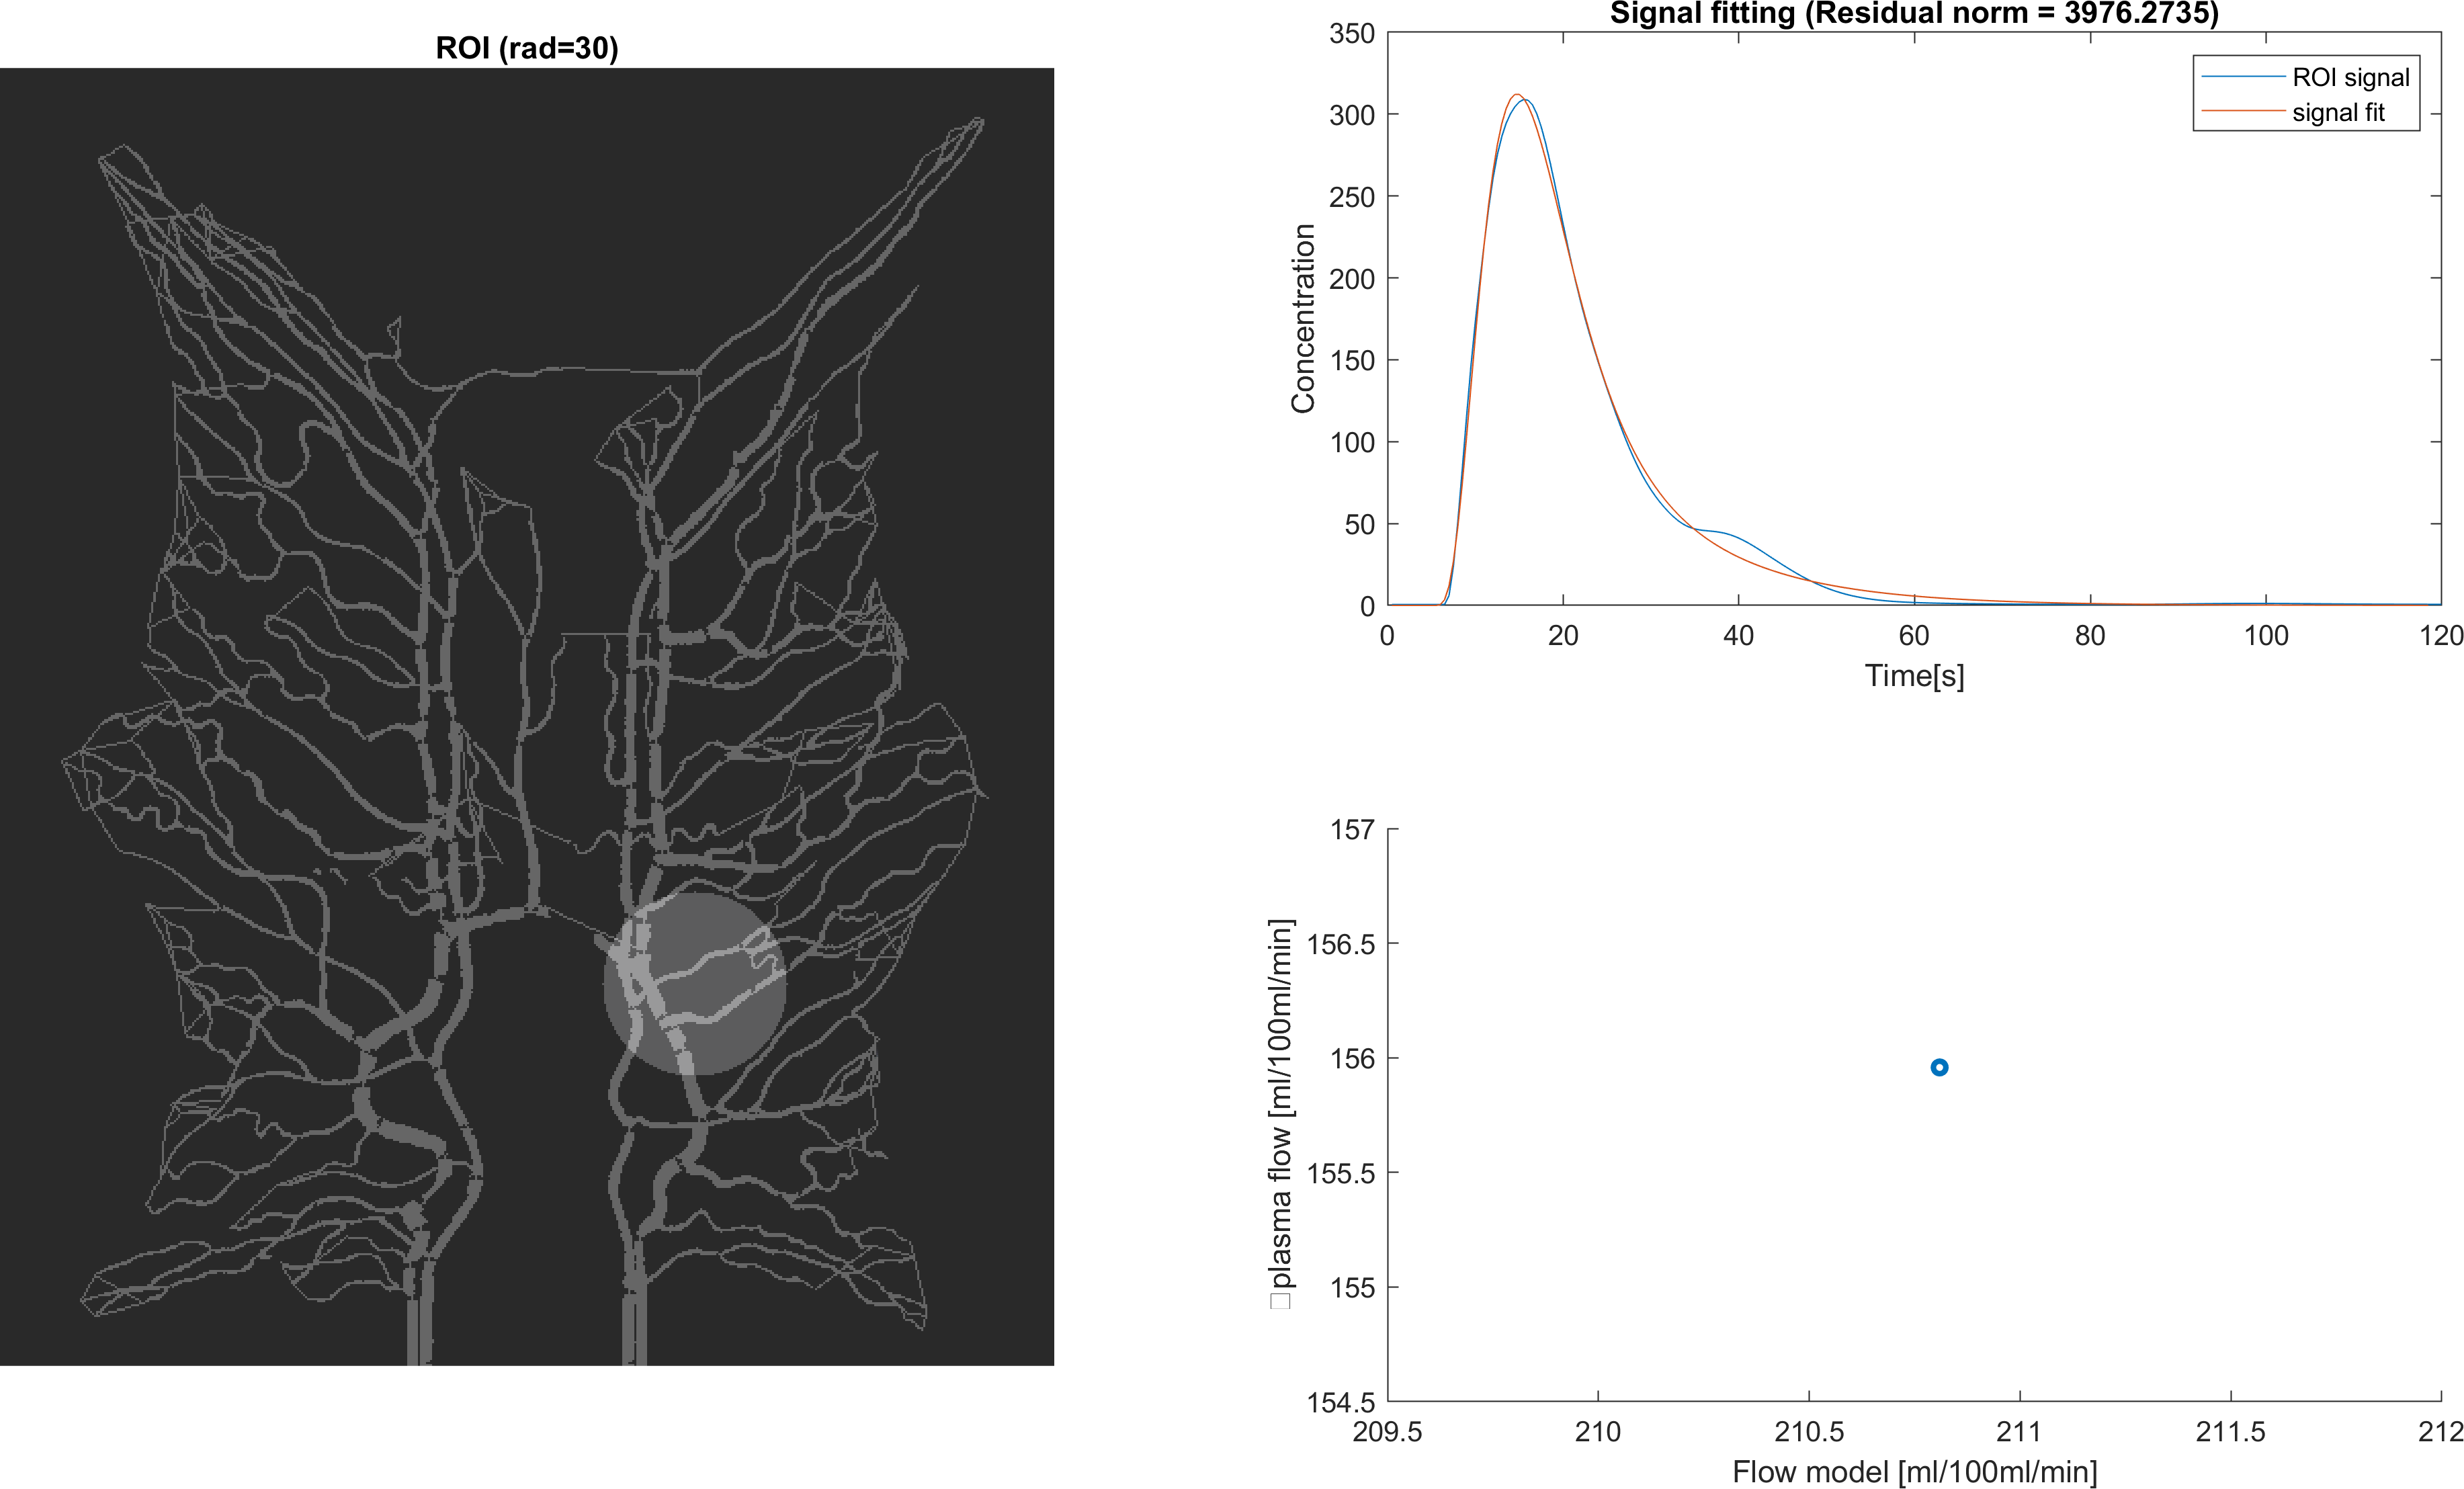 ROI (rad=30)
Signal fitting (Residual norm = 3976.2735)
350
300
250
200
150
100
50
0
Concentration
ROI signal
signal fit
0 20 40 60 80 100 120
Time[s]
157
156.5
156
155.5
155
154.5
□plasma flow [ml/100ml/min]
209.5 210 210.5 211 211.5 212
Flow model [ml/100ml/min]